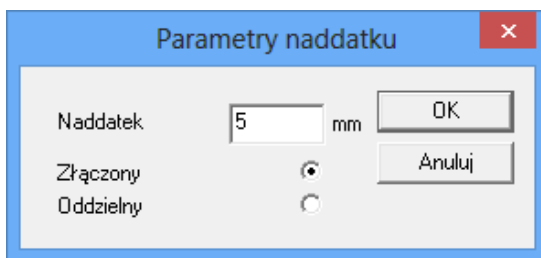 Parametry naddatku
Naddatek 5 mm OK
Złączony Anuluj
Oddzielny